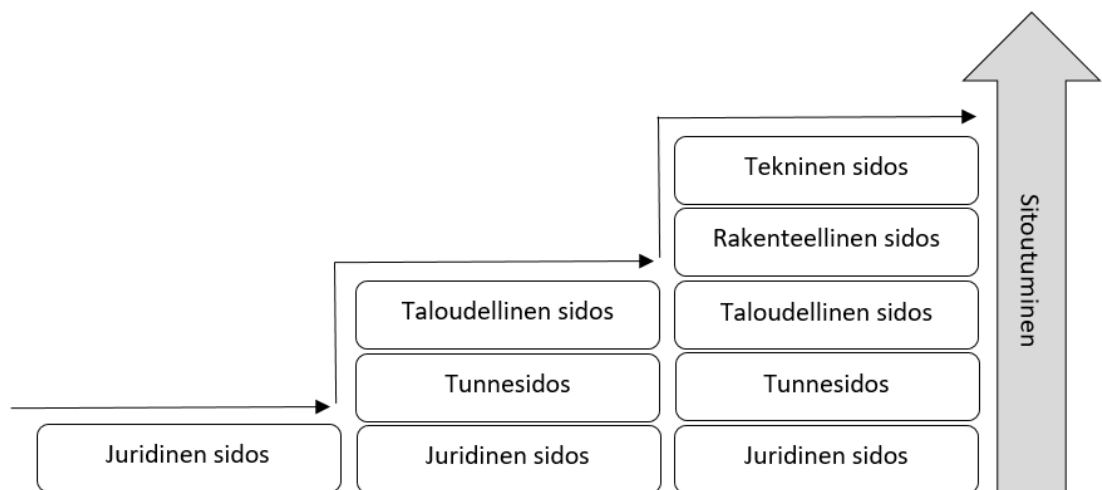 Tekninen sidos
Rakenteellinen sidos
Taloudellinen sidos
Taloudellinen sidos
Tunnesidos
Tunnesidos
Juridinen sidos
Juridinen sidos
Juridinen sidos
Sitoutuminen